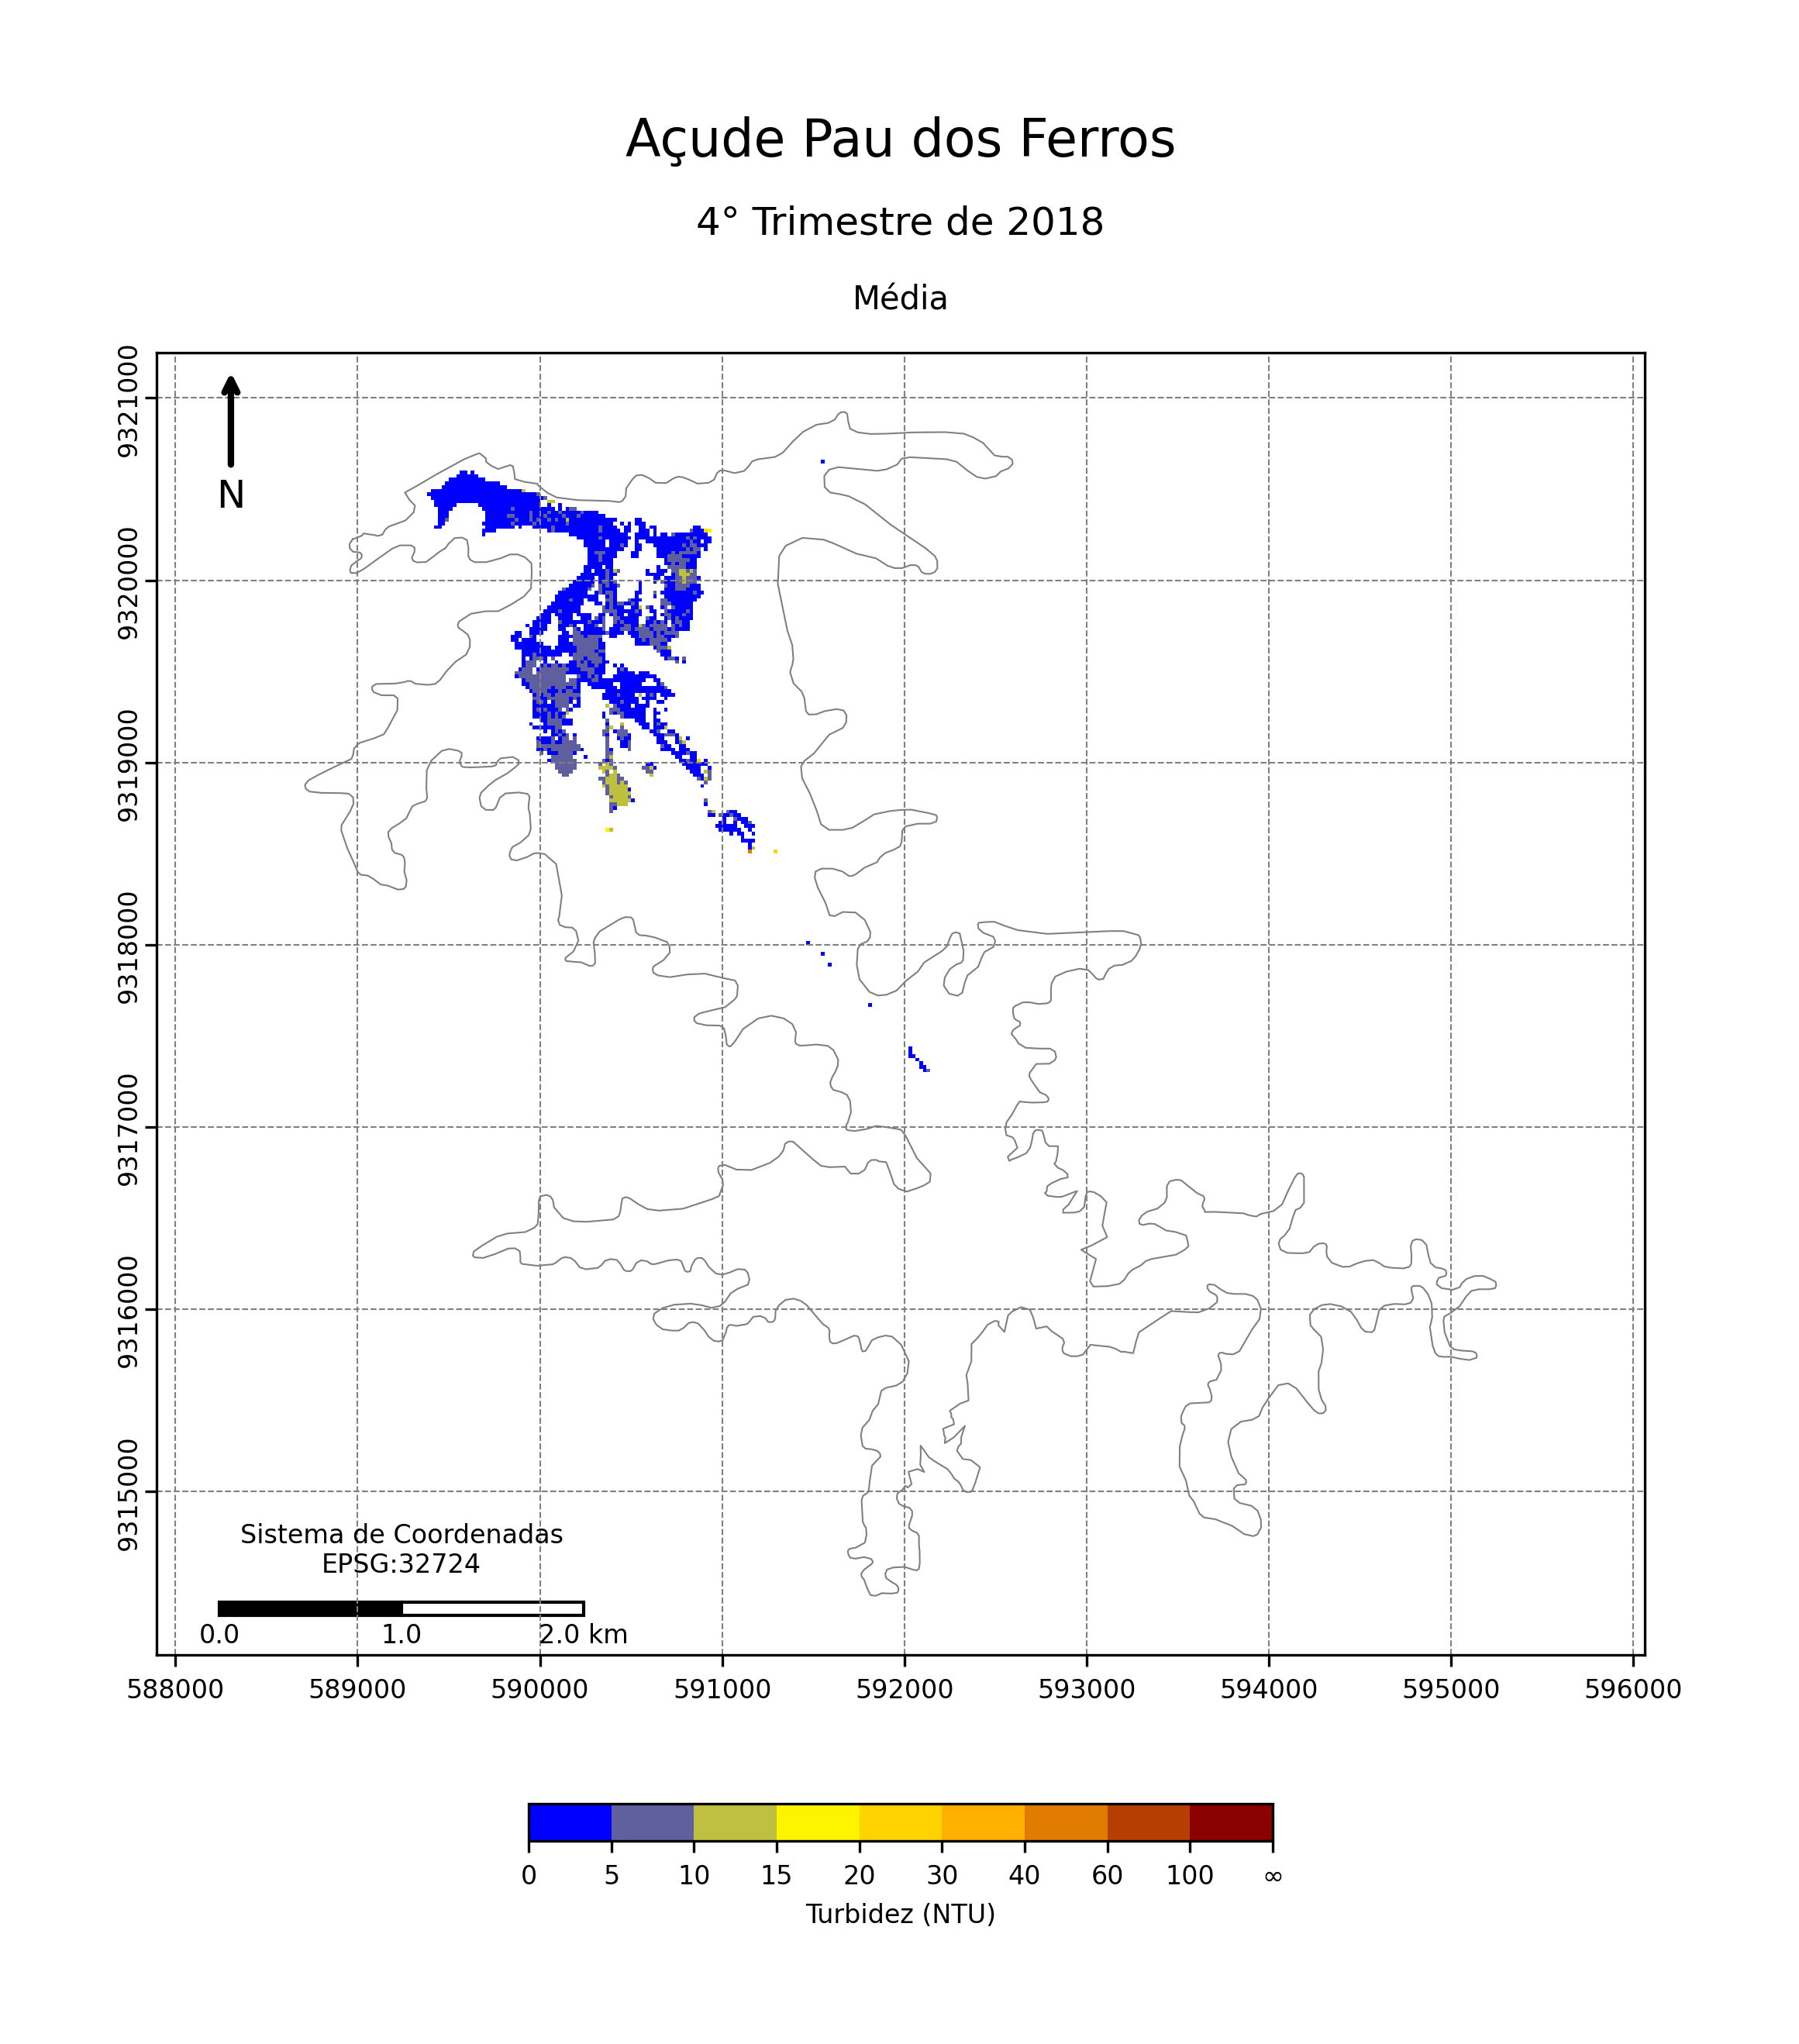 Açude Pau dos Ferros
4° Trimestre de 2018
Média
9321000
9320000
9319000
9318000
9317000
9316000
9315000
N
Sistema de Coordenadas
EPSG:32724
0.0 1.0 2.0 km
588000 589000 590000 591000 592000 593000 594000 595000 596000
0 5 10 15 20 30 40 60 100 ∞
Turbidez (NTU)